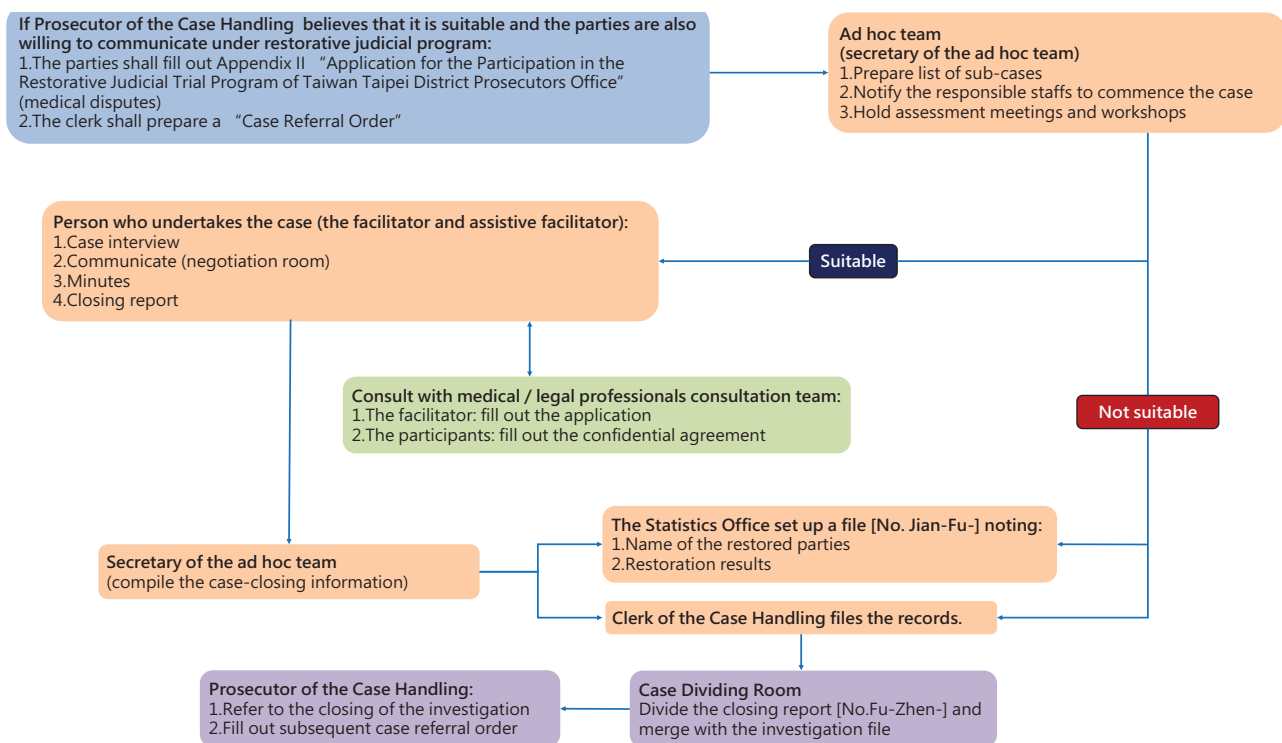 If Prosecutor of the Case Handling believes that it is suitable and the parties are also
willing to communicate under restorative judicial program:
1.The parties shall fill out Appendix II “Application for the Participation in the
Restorative Judicial Trial Program of Taiwan Taipei District Prosecutors Office”
(medical disputes)
2.The clerk shall prepare a “Case Referral Order”
Ad hoc team
(secretary of the ad hoc team)
1.Prepare list of sub-cases
2.Notify the responsible staffs to commence the case
3.Hold assessment meetings and workshops
Person who undertakes the case (the facilitator and assistive facilitator):
1.Case interview
2.Communicate (negotiation room)
3.Minutes
4.Closing report
Suitable
Consult with medical / legal professionals consultation team:
1.The facilitator: fill out the application
2.The participants: fill out the confidential agreement
Not suitable
The Statistics Office set up a file [No. Jian-Fu-] noting:
1.Name of the restored parties
2.Restoration results
Secretary of the ad hoc team
(compile the case-closing information)
Clerk of the Case Handling files the records.
Prosecutor of the Case Handling:
1.Refer to the closing of the investigation
2.Fill out subsequent case referral order
Case Dividing Room
Divide the closing report [No.Fu-Zhen-] and
merge with the investigation file